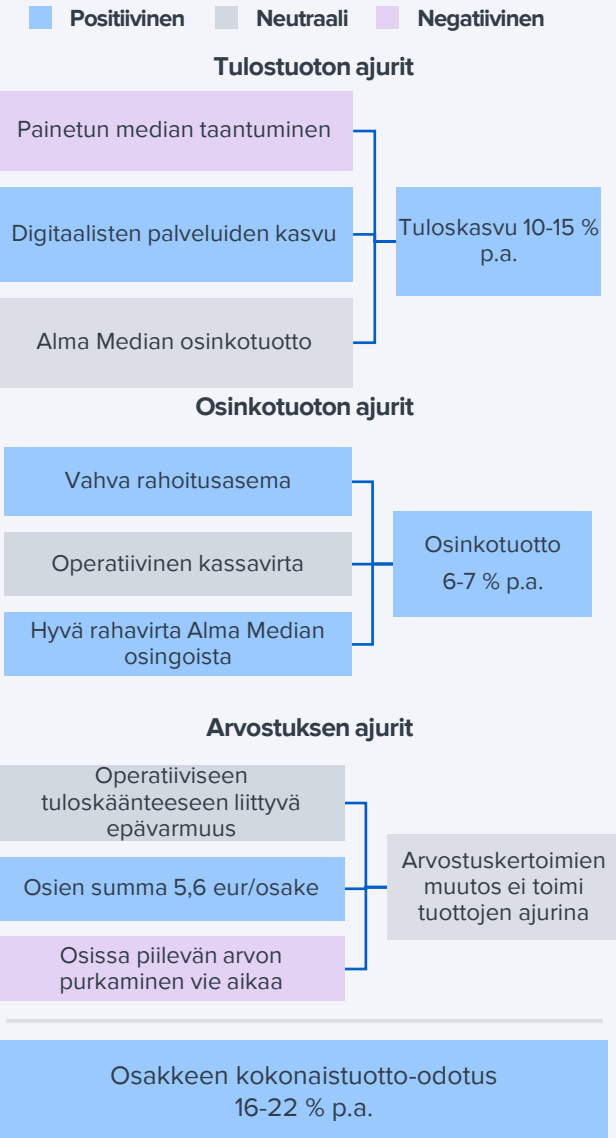 Positiivinen Neutraali Negatiivinen
Tulostuoton ajurit
Painetun median taantuminen
Digitaalisten palveluiden kasvu
Alma Median osinkotuotto
Tuloskasvu 10-15 %
p.a.
Osinkotuoton ajurit
Vahva rahoitusasema
Operatiivinen kassavirta
Hyvä rahavirta Alma Median
osingoista
Osinkotuotto
6-7 % p.a.
Arvostuksen ajurit
Operatiiviseen
tuloskäänteeseen liittyvä
epävarmuus
Osien summa 5,6 eur/osake
Osissa piilevän arvon
purkaminen vie aikaa
Arvostuskertoimien
muutos ei toimi
tuottojen ajurina
Osakkeen kokonaistuotto-odotus
16-22 % p.a.